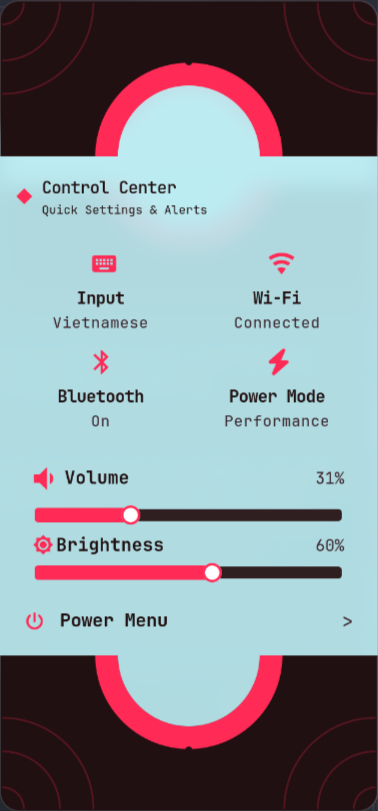 Control Center
Quick Settings & Alerts
Input
Wi-Fi
Vietnamese
Connected
Bluetooth
Power Mode
On
Performance
Volume 31%
Brightness 60%
Power Menu >